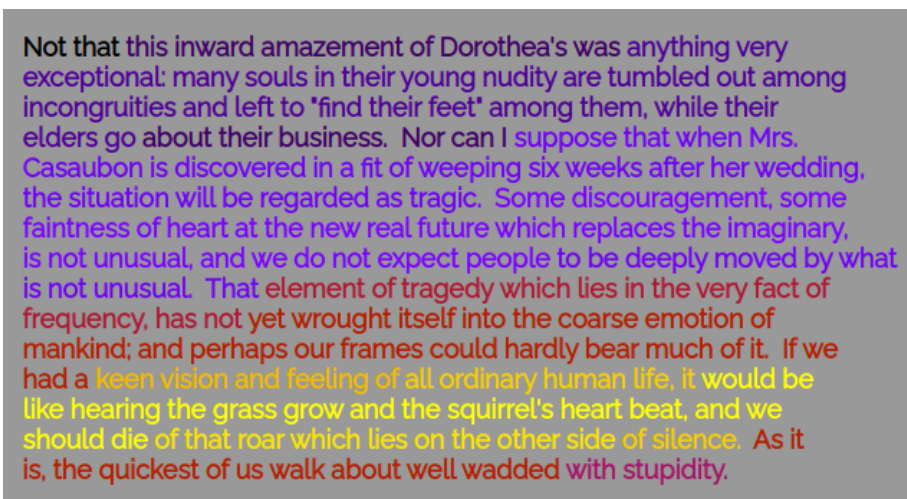 Not that this inward amazement of Dorothea's was anything very
exceptional: many souls in their young nudity are tumbled out among
incongruities and left to "find their feet" among them, while their
elders go about their business.  Nor can I suppose that when Mrs.
Casaubon is discovered in a fit of weeping six weeks after her wedding,
the situation will be regarded as tragic.  Some discouragement, some
faintness of heart at the new real future which replaces the imaginary,
is not unusual, and we do not expect people to be deeply moved by what
is not unusual.  That element of tragedy which lies in the very fact of
frequency, has not yet wrought itself into the coarse emotion of
mankind; and perhaps our frames could hardly bear much of it.  If we
had a keen vision and feeling of all ordinary human life, it would be
like hearing the grass grow and the squirrel's heart beat, and we
should die of that roar which lies on the other side of silence.  As it
is, the quickest of us walk about well wadded with stupidity.